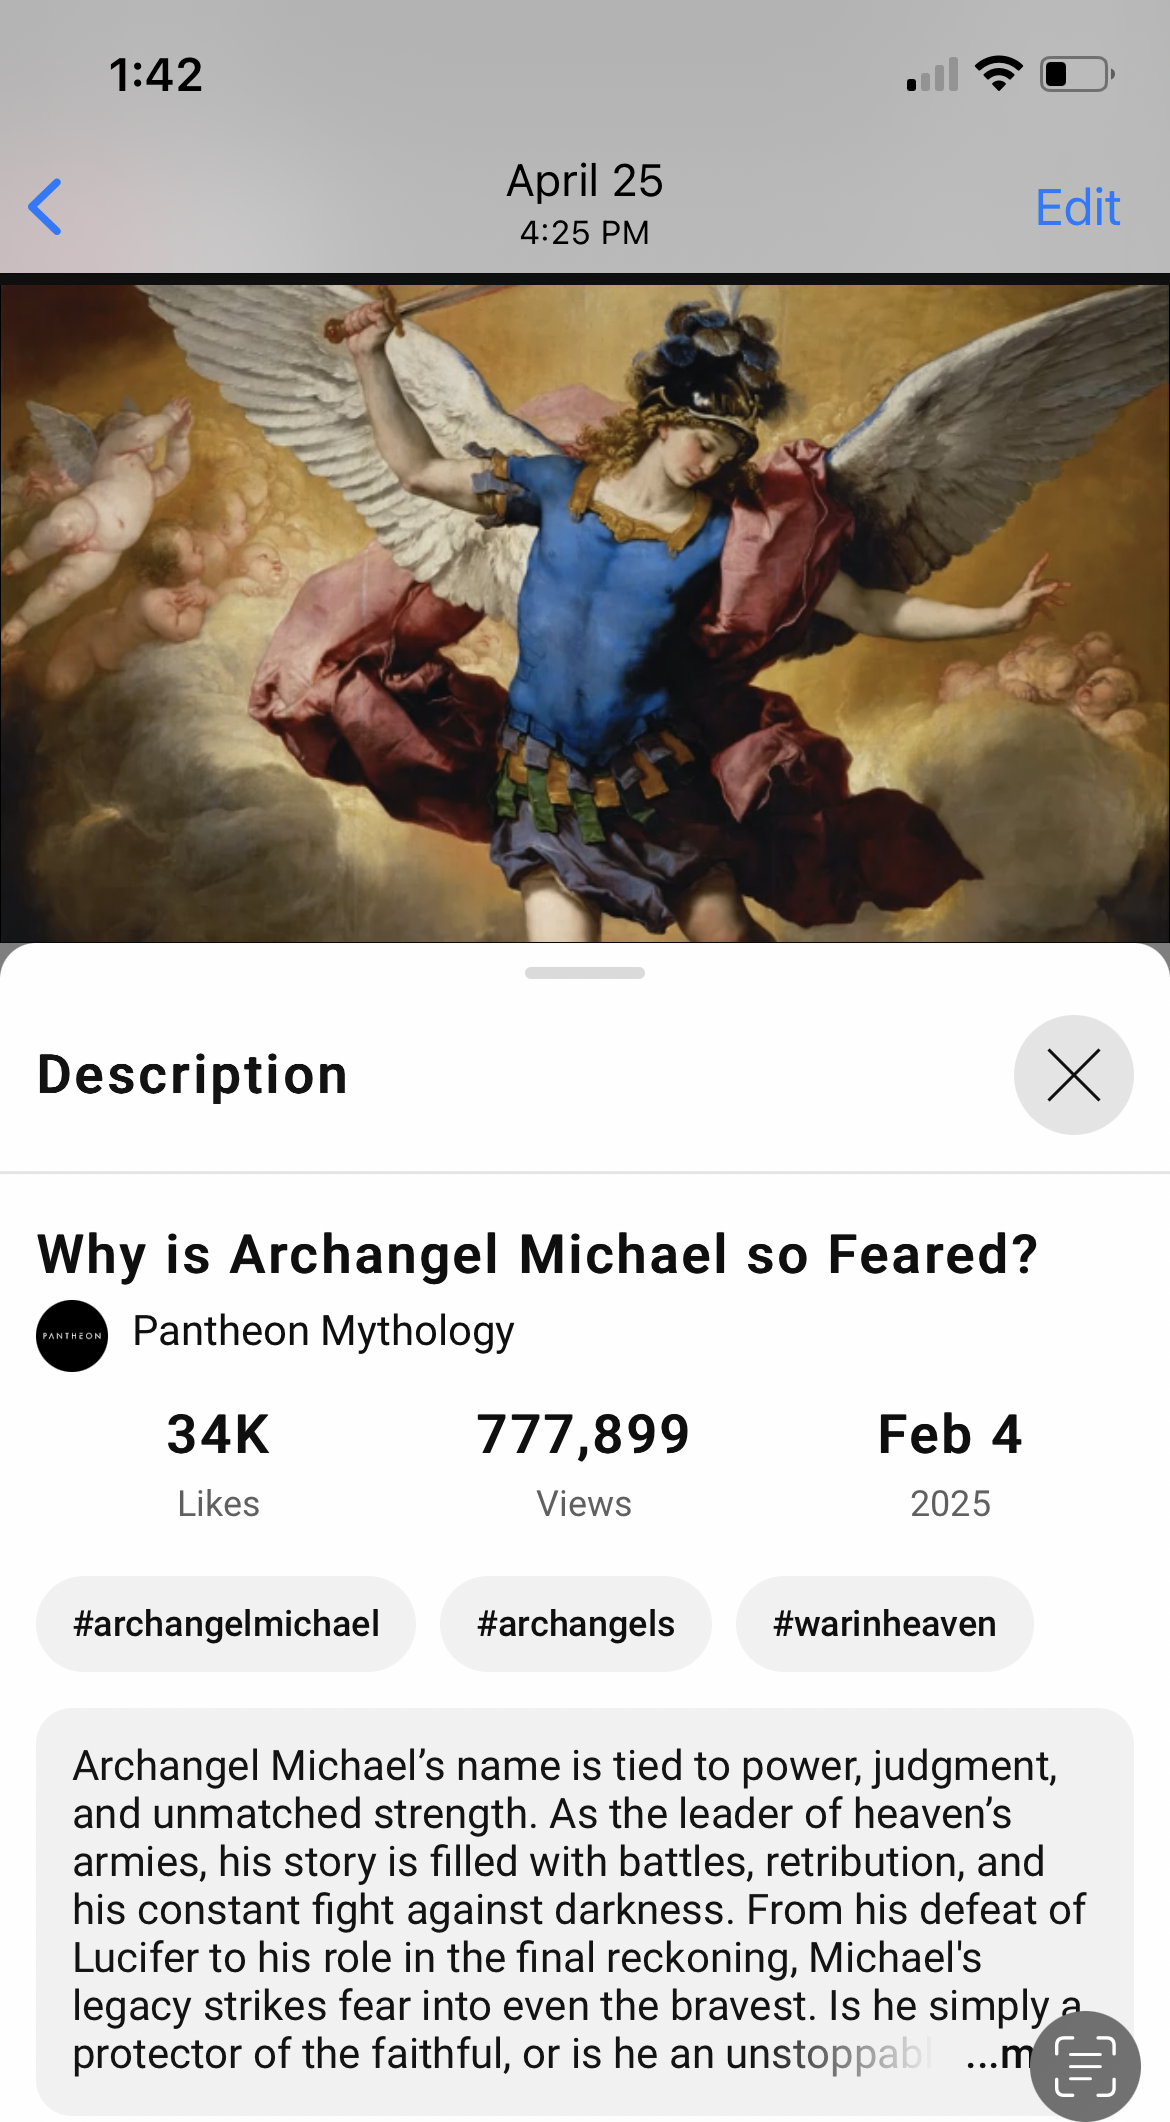 1:42
April 25
4:25 PM
Edit
Description
Why is Archangel Michael so Feared?
PANTHEON
Pantheon Mythology
34K 777,899 Feb 4
Likes Views 2025
#archangelmichael #archangels #warinheaven
Archangel Michael’s name is tied to power, judgment,
and unmatched strength. As the leader of heaven’s
armies, his story is filled with battles, retribution, and
his constant fight against darkness. From his defeat of
Lucifer to his role in the final reckoning, Michael's
legacy strikes fear into even the bravest. Is he simply a
protector of the faithful, or is he an unstoppabl ...m